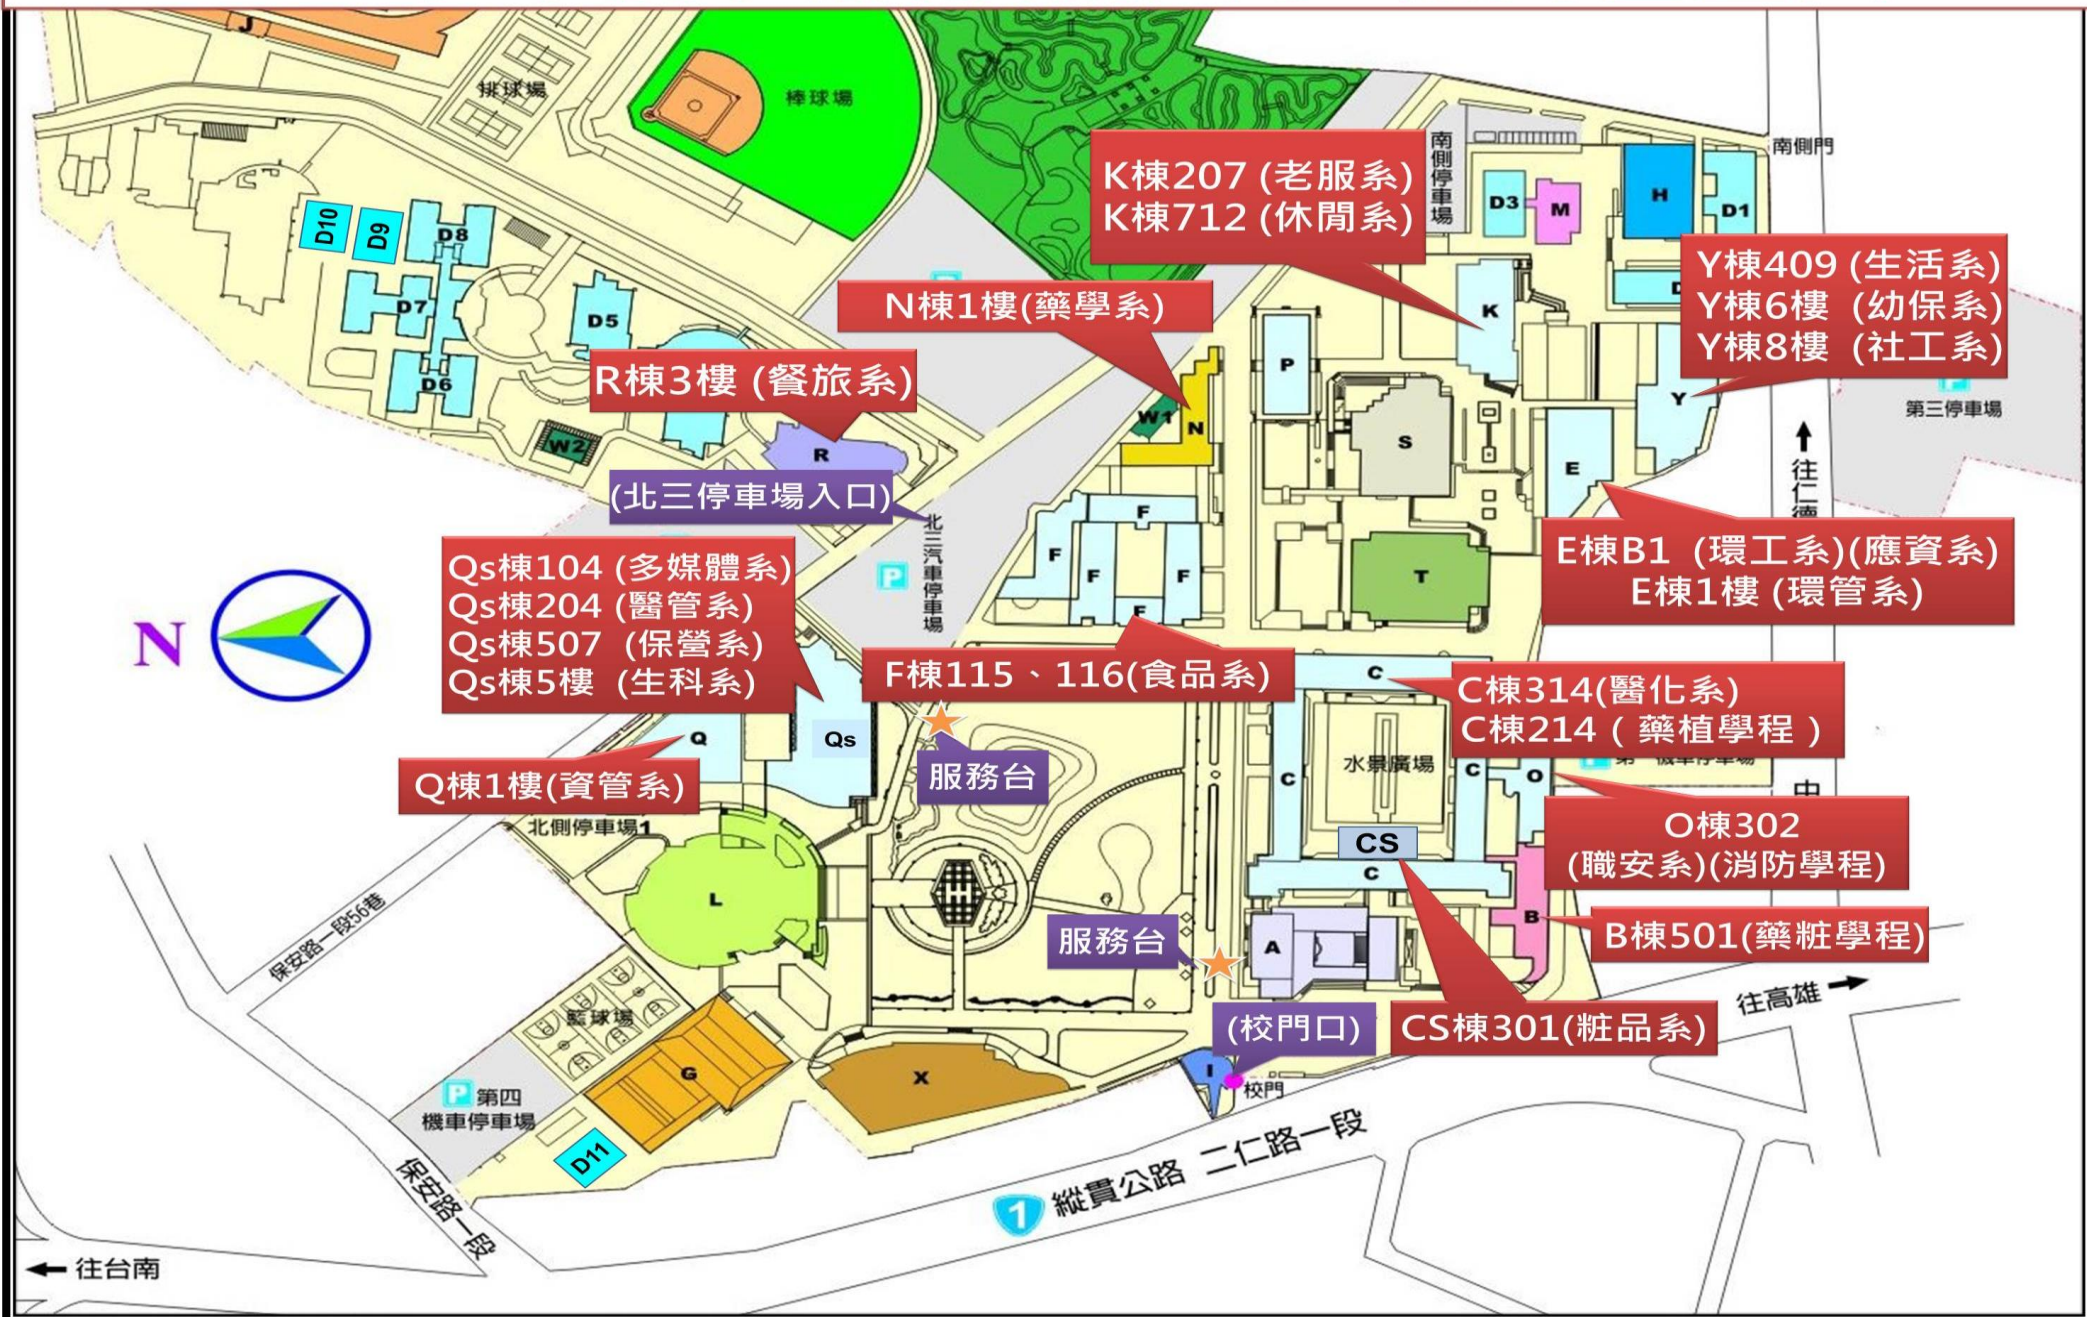 J
排球場
棒球場
南側門
南側停車場
K棟207 (老服系)
K棟712 (休閒系)
D3
M
H
D1
D10
D9
D8
D7
D5
D6
Y棟409 (生活系)
Y棟6樓 (幼保系)
Y棟8樓 (社工系)
N棟1樓(藥學系)
K
P
R棟3樓 (餐旅系)
W1
N
S
Y
第三停車場
W2
R
E
往仁德
(北三停車場入口)
北三汽車停車場
P
F
F
F
F
F
T
E棟B1 (環工系)(應資系)
E棟1樓 (環管系)
Qs棟104 (多媒體系)
Qs棟204 (醫管系)
Qs棟507 (保營系)
Qs棟5樓 (生科系)
N
F棟115、116(食品系)
C
C棟314(醫化系)
C棟214 ( 藥植學程 )
Q
Qs
服務台
水景廣場
C
C
O
中
Q棟1樓(資管系)
北側停車場1
O棟302
(職安系)(消防學程)
CS
C
L
H
B
B棟501(藥粧學程)
服務台
A
保安路一段56巷
往高雄
籃球場
(校門口)
CS棟301(粧品系)
G
X
I
校門
P
第四
機車停車場
D11
保安路一段
1
縱貫公路 二仁路一段
往台南